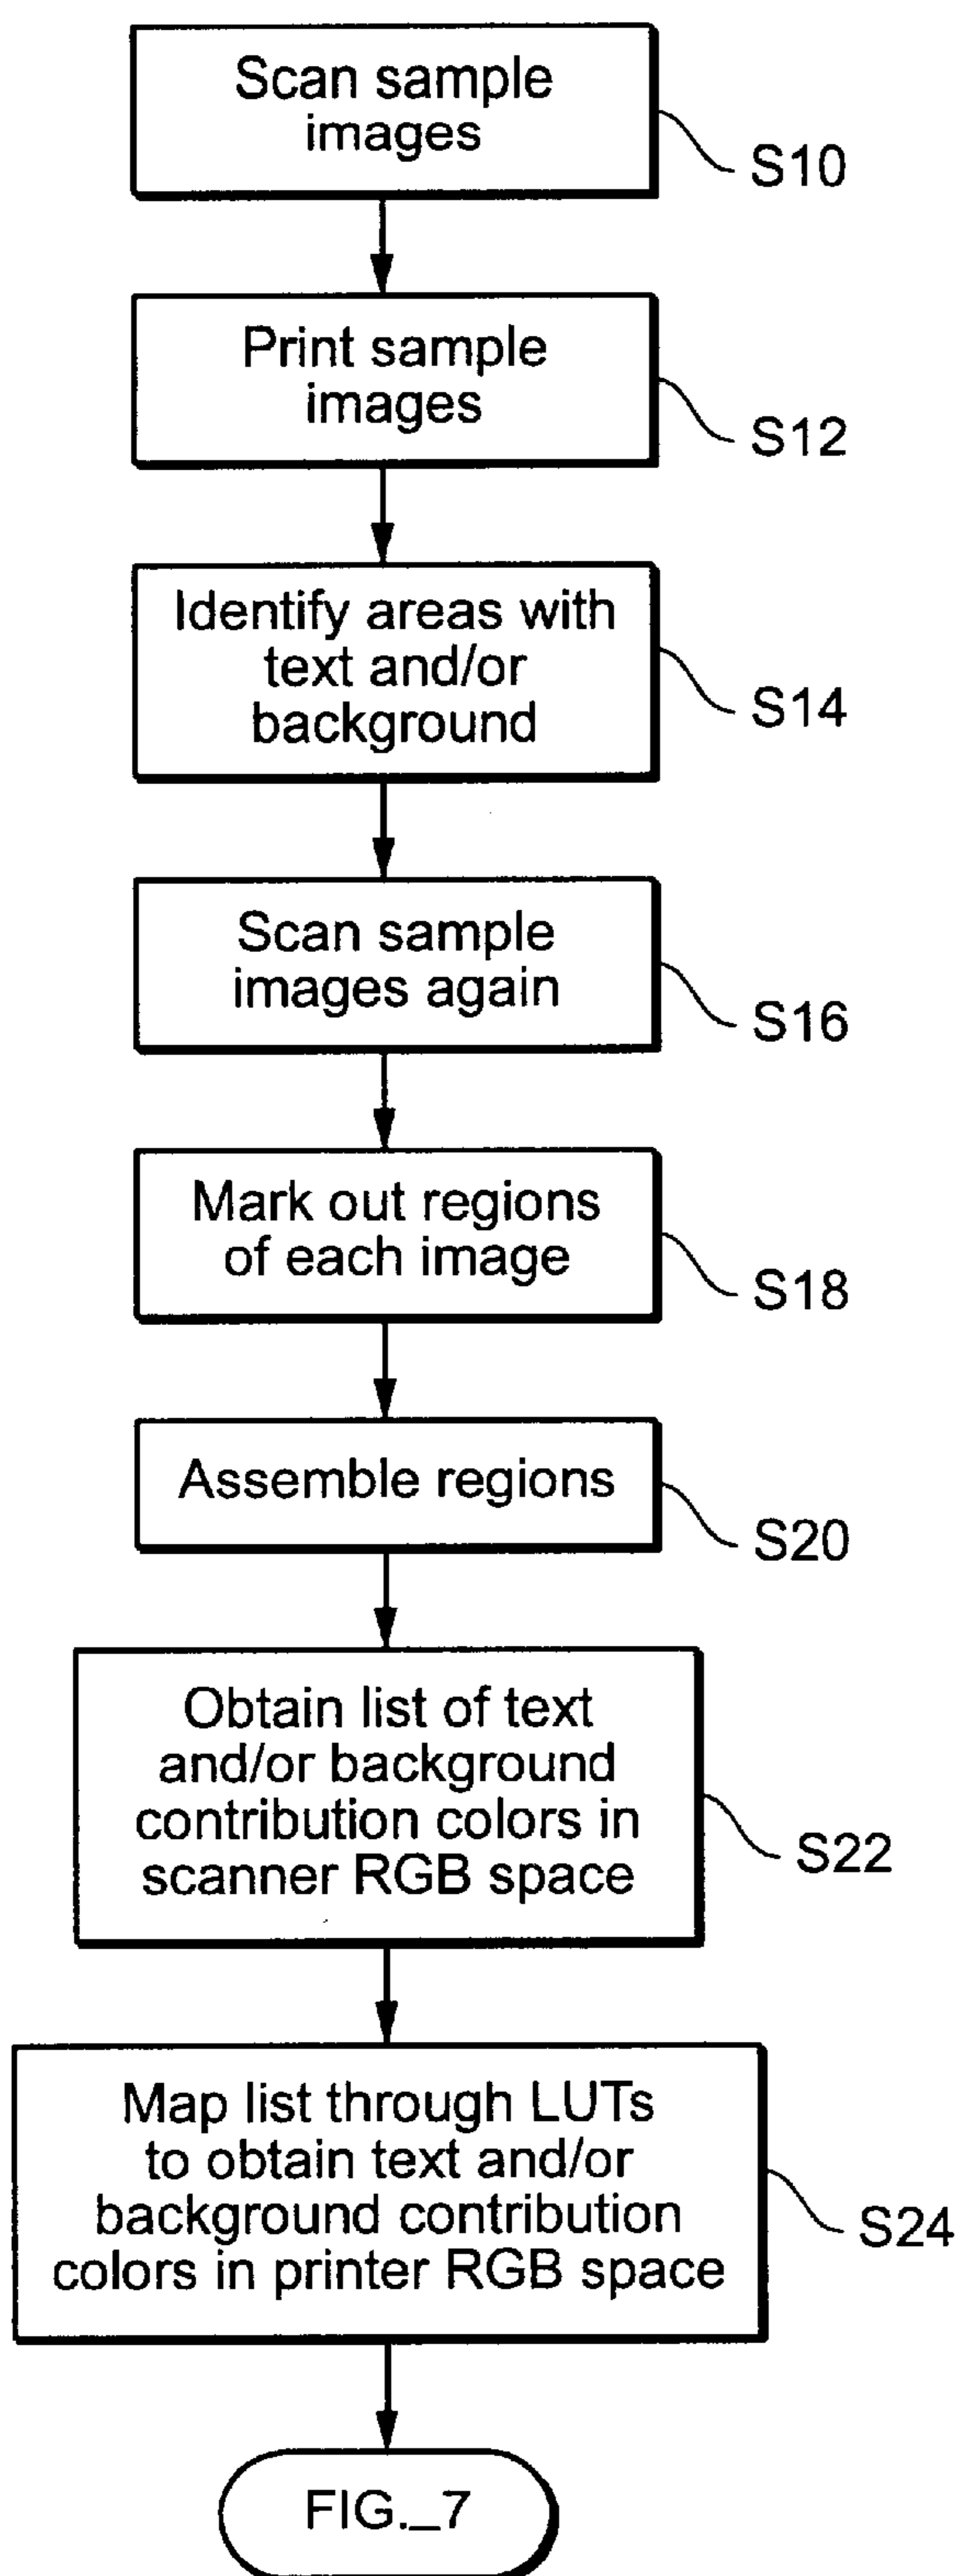 Scan sample
images
S10
Print sample
images
S12
Identify areas with
text and/or
background
S14
Scan sample
images again
S16
Mark out regions
of each image
S18
Assemble regions
S20
Obtain list of text
and/or background
contribution colors in
scanner RGB space
S22
Map list through LUTs
to obtain text and/or
background contribution
colors in printer RGB space
S24
FIG._7